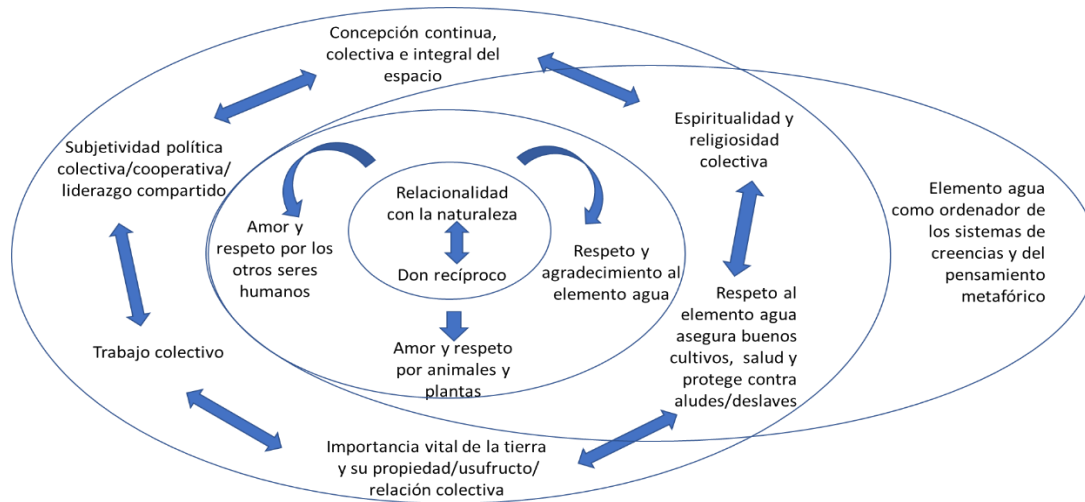 Concepción continua,
colectiva e integral del
espacio
Espiritualidad y
religiosidad
colectiva
Subjetividad política
colectiva/cooperativa/
liderazgo compartido
Relacionalidad
con la naturaleza
Don recíproco
Amor y
respeto por los
otros seres
humanos
Respeto y
agradecimiento al
elemento agua
Amor y respeto
por animales y
plantas
Elemento agua
como ordenador de
los sistemas de
creencias y del
pensamiento
metafórico
Respeto al
elemento agua
asegura buenos
cultivos, salud y
protege contra
aludes/deslaves
Trabajo colectivo
Importancia vital de la tierra
y su propiedad/usufructo/
relación colectiva